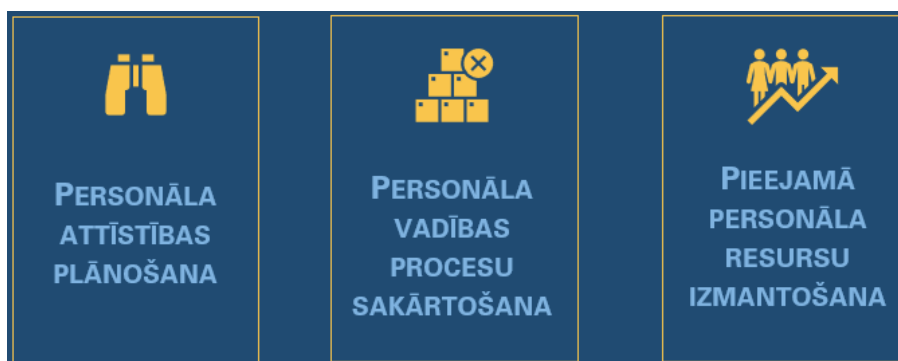 PERSONĀLA
ATTĪSTĪBAS
PLĀNOŠANA
PERSONĀLA
VADĪBAS
PROCESU
SAKĀRTOŠANA
PIEEJAMĀ
PERSONĀLA
RESURSU
IZMANTOŠANA